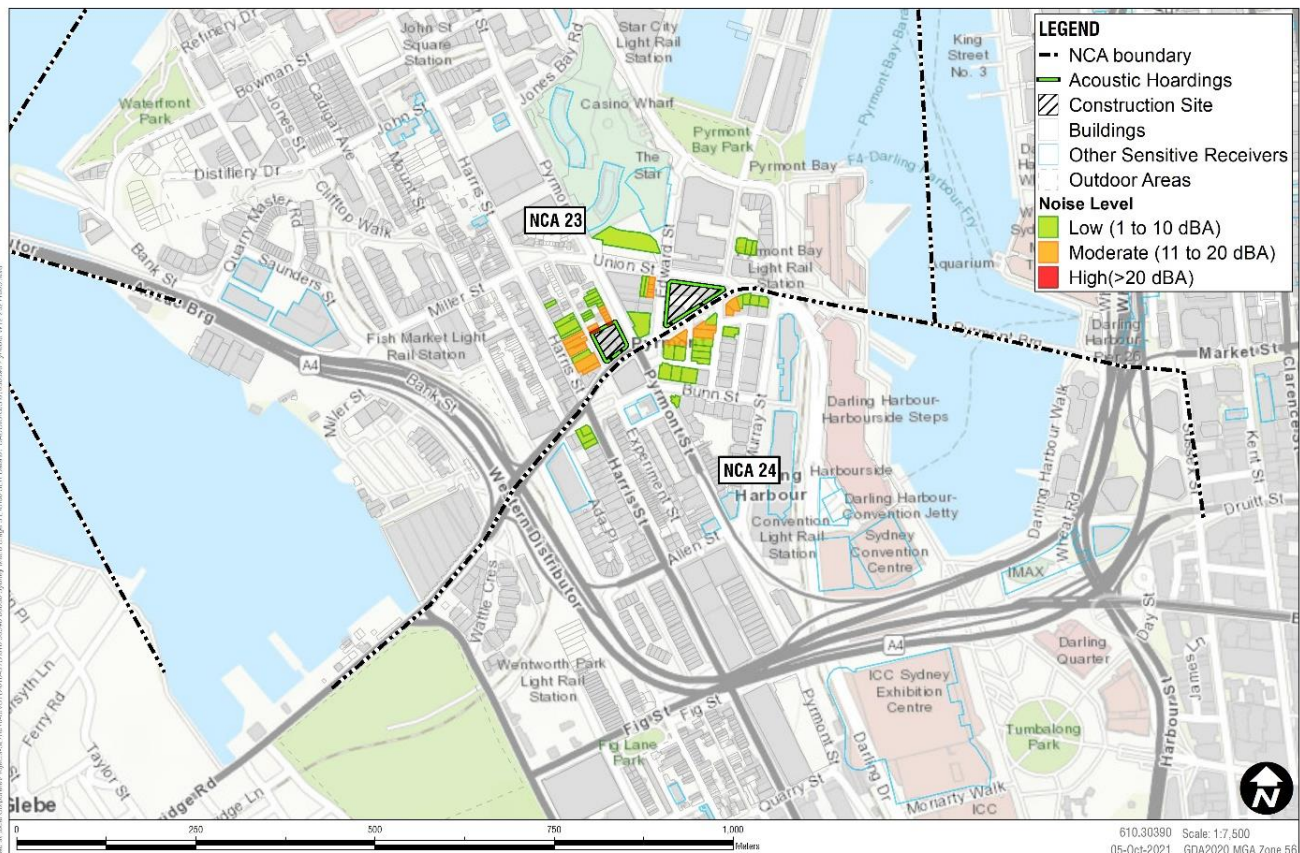 LEGEND
NCA boundary
Acoustic Hoardings
Construction Site
Buildings
Other Sensitive Receivers
Outdoor Areas
Noise Level
Low (1 to 10 dBA)
Moderate (11 to 20 dBA)
High(>20 dBA)
Refinery Dr
Bowman St
John St
Square Station
Jones Bay Rd
Star City
Light Rail
Station
King
Street
No. 3
Waterfront
Park
Jones St
Cadigan Ave
John St
Mount St
Harris St
Casino Wharf
Pyrmont
Bay Park
Pyrmont Bay
The
Star
Distillery Dr
Clifftop Walk
Quarry Master
Rd
NCA 23
Bank St
Saunders St
Miller St
Union St
Edward St
Bay
Light Rail
Station
Brg
Fish Market Light
Rail Station
A4
Harris St
Market St
Clarence St
Bank St
Miller St
Pyrmont St
Bunn St
Murray St
Darling Harbour-
Harbourside Steps
Darling
Harbour
Darling Harbour Walk
Wheat Rd
Sussex St
Kent St
Experiment St
NCA 24
Harbour
Harbourside
Darling Harbour-
Convention Jetty
Druitt St
Western Distributor
Ada Pl
Harris St
Allen St
Convention
Light Rail
Station
Sydney
Convention
Centre
IMAX
Wattle Cres
Day St
A4
Darling
Quarter
James Ln
Wentworth Park
Light Rail
Station
ICC Sydney
Exhibition
Centre
Ferry Rd
Taylor St
Fig St
Fig St
Fig Lane
Park
Pyrmont St
Darling Dr
Tumbalong
Park
Harbour St
Quarry St
Moriarty Walk
ICC
N
0 250 500 750 1,000
Meters
610.30390 Scale: 1:7,500
05-Oct-2021 GDA2020 MGA Zone 56